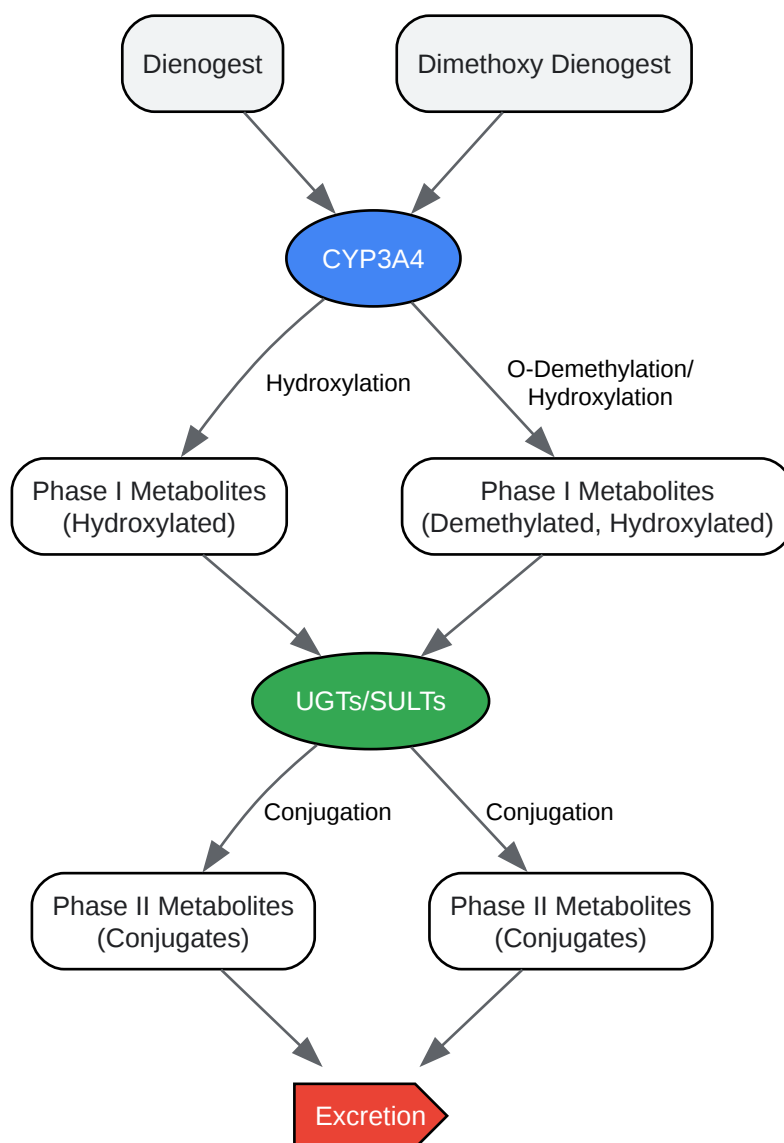 Dienogest
Dimethoxy Dienogest
CYP3A4
Hydroxylation
O-Demethylation/
Hydroxylation
Phase I Metabolites
(Hydroxylated)
Phase I Metabolites
(Demethylated, Hydroxylated)
UGTs/SULTs
Conjugation
Conjugation
Phase II Metabolites
(Conjugates)
Phase II Metabolites
(Conjugates)
Excretion